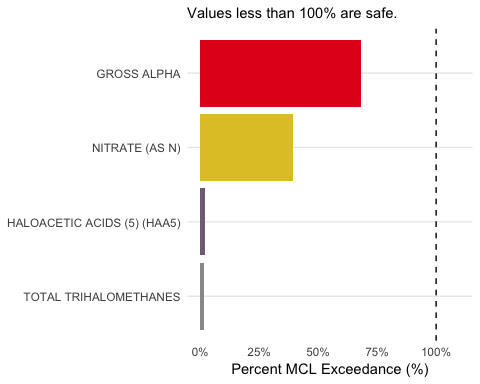 Values less than 100% are safe.
GROSS ALPHA
NITRATE (AS N)
HALOACETIC ACIDS (5) (HAA5)
TOTAL TRIHALOMETHANES
0% 25% 50% 75% 100%
Percent MCL Exceedance (%)